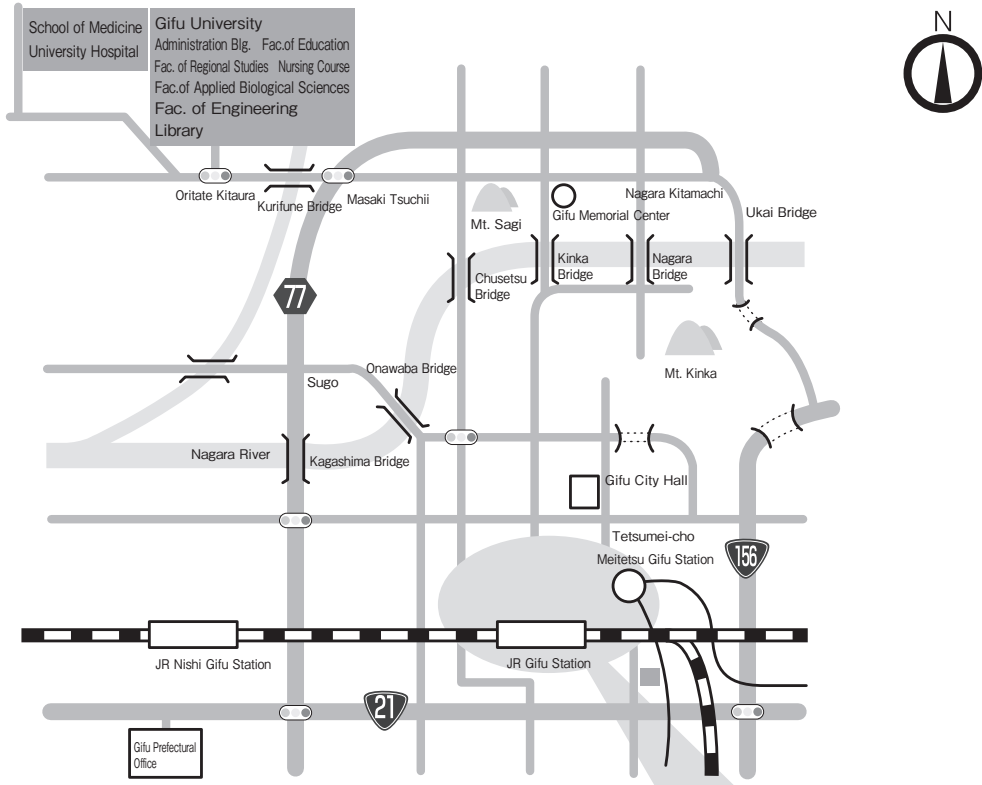 N
School of Medicine
University Hospital
Gifu University
Administration Blg. Fac.of Education
Fac. of Regional Studies Nursing Course
Fac.of Applied Biological Sciences
Fac. of Engineering
Library
Oritate Kitaura
Kurifune Bridge
Masaki Tsuchii
Mt. Sagi
Gifu Memorial Center
Nagara Kitamachi
Ukai Bridge
Chusetsu
Bridge
Kinka
Bridge
Nagara
Bridge
77
Mt. Kinka
Onawaba Bridge
Sugo
Nagara River
Kagashima Bridge
Gifu City Hall
Tetsumei-cho
Meitetsu Gifu Station
156
JR Nishi Gifu Station
JR Gifu Station
21
Gifu Prefectural
Office